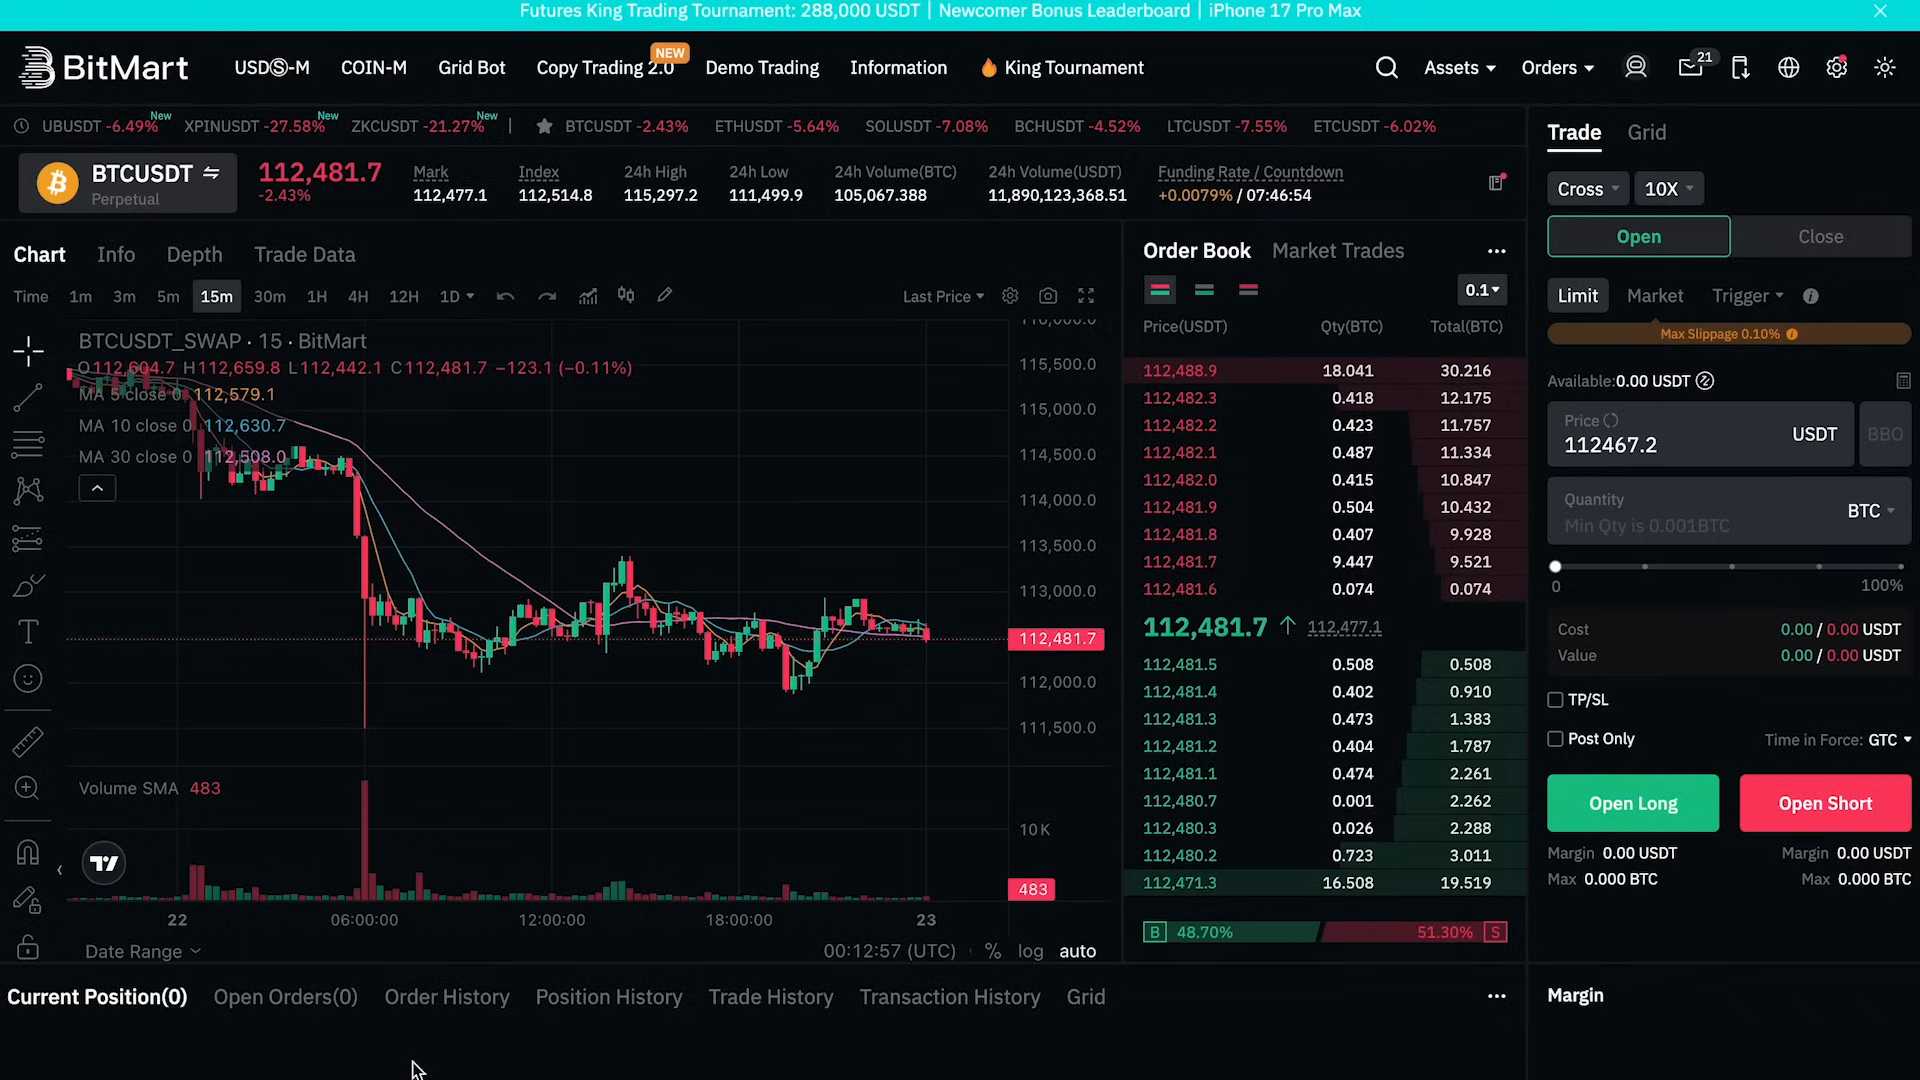 Futures King Trading Tournament: 288,000 USDT | Newcomer Bonus Leaderboard | iPhone 17 Pro Max
BitMart USDⓈ-M COIN-M Grid Bot Copy Trading 2.0 NEW Demo Trading Information King Tournament Assets Orders 21
UBUSDT -6.49% New XPINUSDT -27.58% New ZKCUSDT -21.27% New | BTCUSDT -2.43% ETHUSDT -5.64% SOLUSDT -7.08% BCHUSDT -4.52% LTCUSDT -7.55% ETCUSDT -6.02%
BTCUSDT 112,481.7 Mark Index 24h High 24h Low 24h Volume(BTC) 24h Volume(USDT) Funding Rate / Countdown
Perpetual -2.43% 112,477.1 112,514.8 115,297.2 111,499.9 105,067.388 11,890,123,368.51 +0.0079% / 07:46:54
Chart Info Depth Trade Data
Time 1m 3m 5m 15m 30m 1H 4H 12H 1D Last Price
BTCUSDT_SWAP · 15 · BitMart
O112,604.7 H112,659.8 L112,442.1 C112,481.7 −123.1 (−0.11%)
MA 5 close 0 112,579.1
MA 10 close 0 112,630.7
MA 30 close 0 112,508.0
115,500.0
115,000.0
114,500.0
114,000.0
113,500.0
113,000.0
112,481.7
112,000.0
111,500.0
Volume SMA 483
10K
483
22 06:00:00 12:00:00 18:00:00 23
Date Range 00:12:57 (UTC) % log auto
Order Book Market Trades
0.1
Price(USDT) Qty(BTC) Total(BTC)
112,488.9 18.041 30.216
112,482.3 0.418 12.175
112,482.2 0.423 11.757
112,482.1 0.487 11.334
112,482.0 0.415 10.847
112,481.9 0.504 10.432
112,481.8 0.407 9.928
112,481.7 9.447 9.521
112,481.6 0.074 0.074
112,481.7 112,477.1
112,481.5 0.508 0.508
112,481.4 0.402 0.910
112,481.3 0.473 1.383
112,481.2 0.404 1.787
112,481.1 0.474 2.261
112,480.7 0.001 2.262
112,480.3 0.026 2.288
112,480.2 0.723 3.011
112,471.3 16.508 19.519
B 48.70% 51.30% S
Trade Grid
Cross 10X
Open Close
Limit Market Trigger
Max Slippage 0.10%
Available:0.00 USDT
Price
112467.2 USDT BBO
Quantity
Min Qty is 0.001BTC BTC
0 100%
Cost 0.00 / 0.00 USDT
Value 0.00 / 0.00 USDT
TP/SL
Post Only Time in Force: GTC
Open Long Open Short
Margin 0.00 USDT Margin 0.00 USDT
Max 0.000 BTC Max 0.000 BTC
Current Position(0) Open Orders(0) Order History Position History Trade History Transaction History Grid
Margin